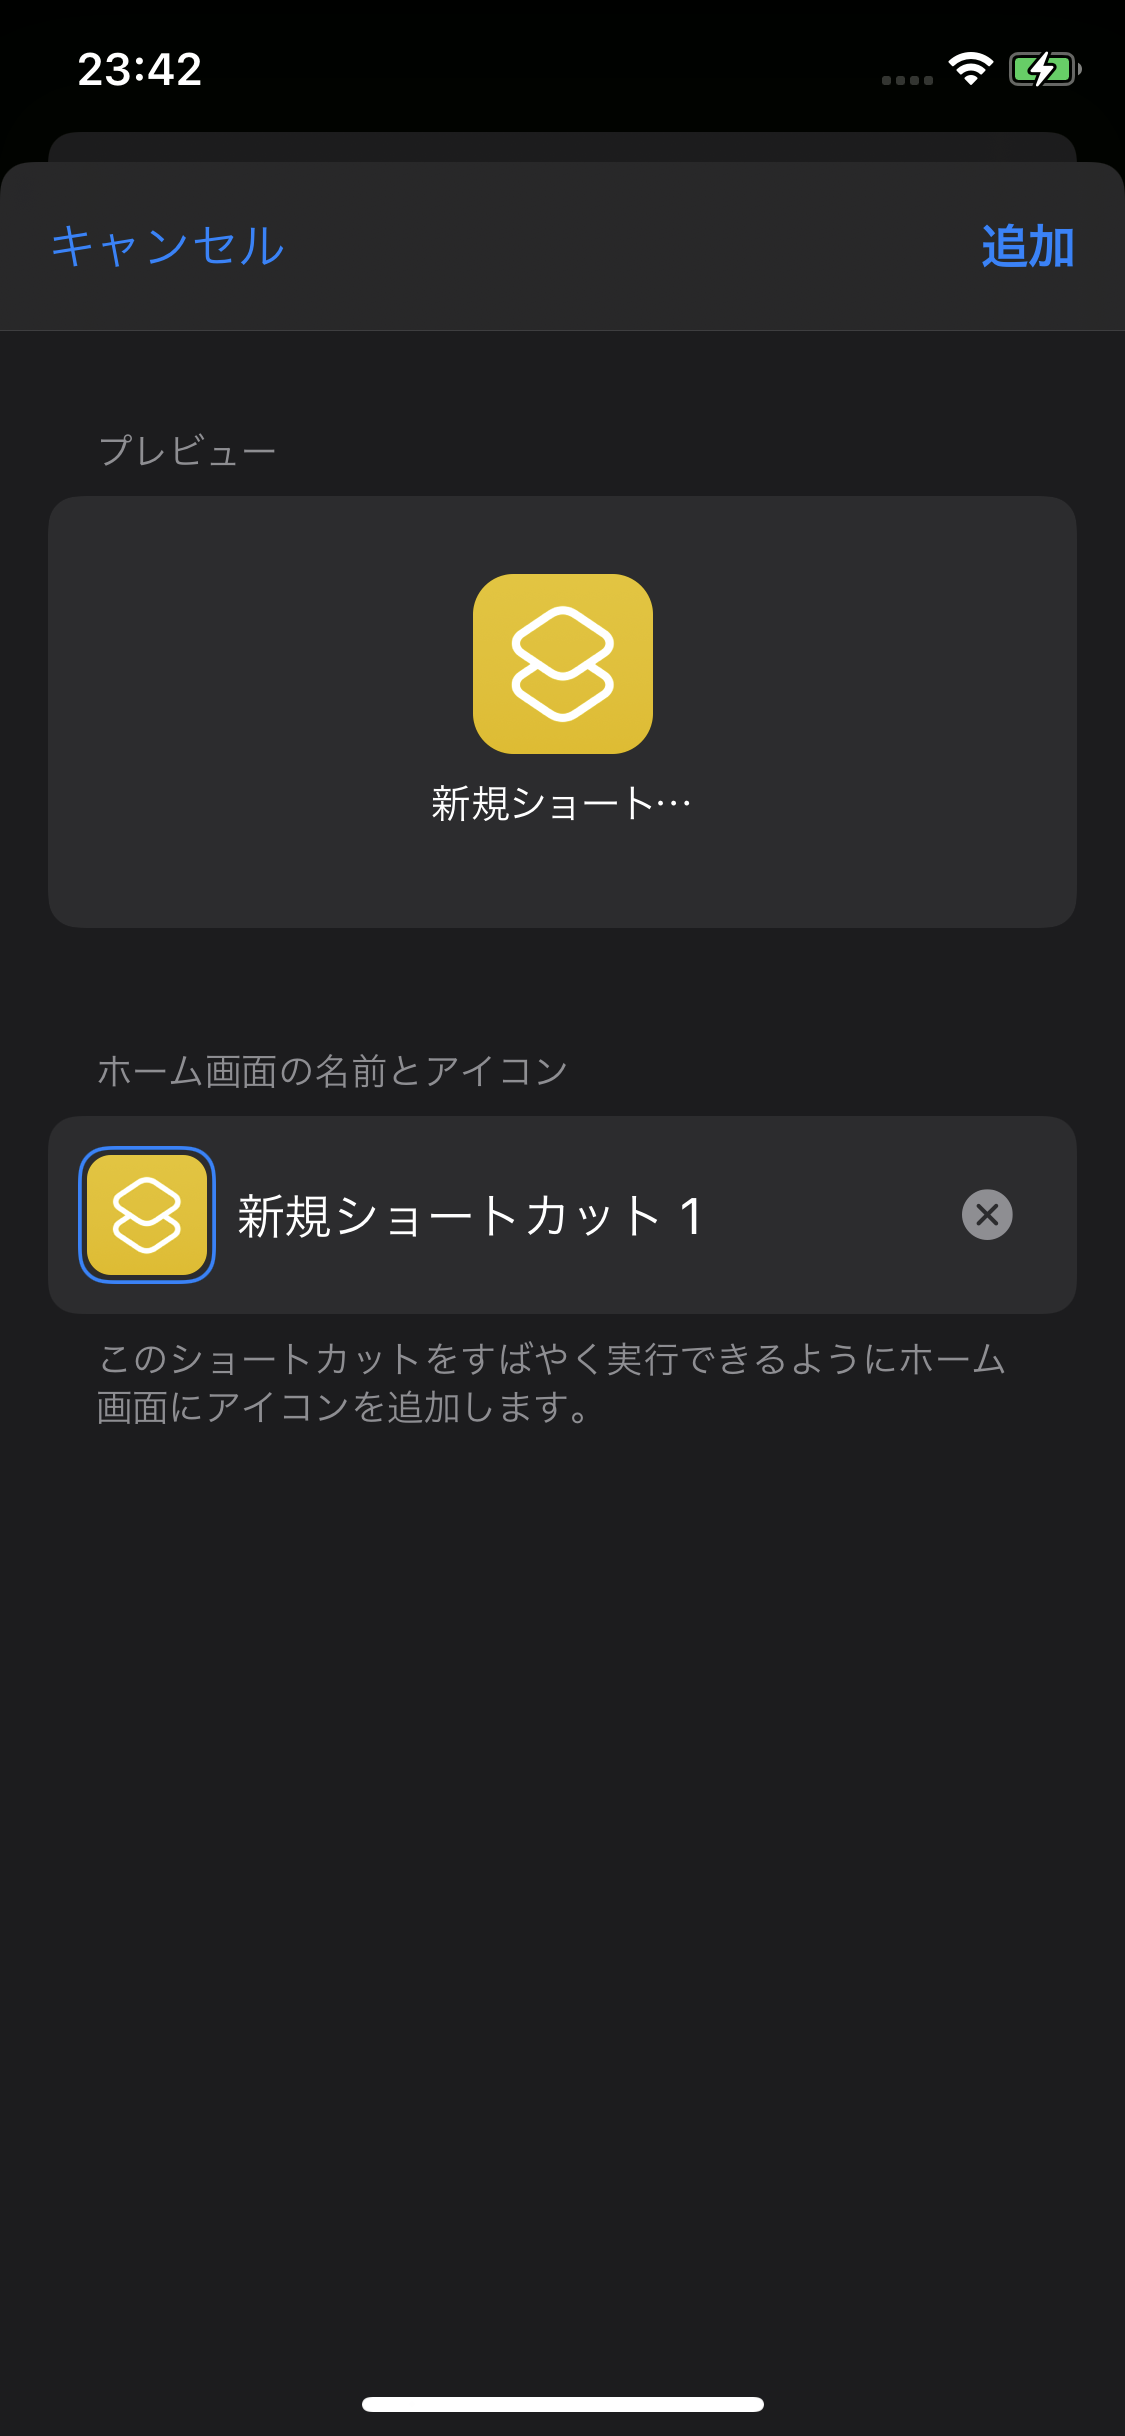 23:42
キャンセル
追加
プレビュー
新規ショート…
ホーム画面の名前とアイコン
新規ショートカット 1
このショートカットをすばやく実行できるようにホーム
画面にアイコンを追加します。